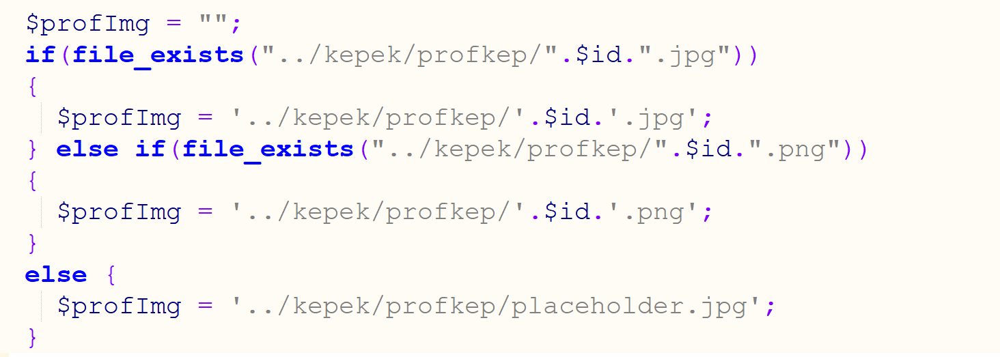 $profImg = "";
if(file_exists("../kepek/profkep/".$id.".jpg"))
{
$profImg = '../kepek/profkep/'.$id.'.jpg';
} else if(file_exists("../kepek/profkep/".$id.".png"))
{
$profImg = '../kepek/profkep/'.$id.'.png';
}
else {
$profImg = '../kepek/profkep/placeholder.jpg';
}